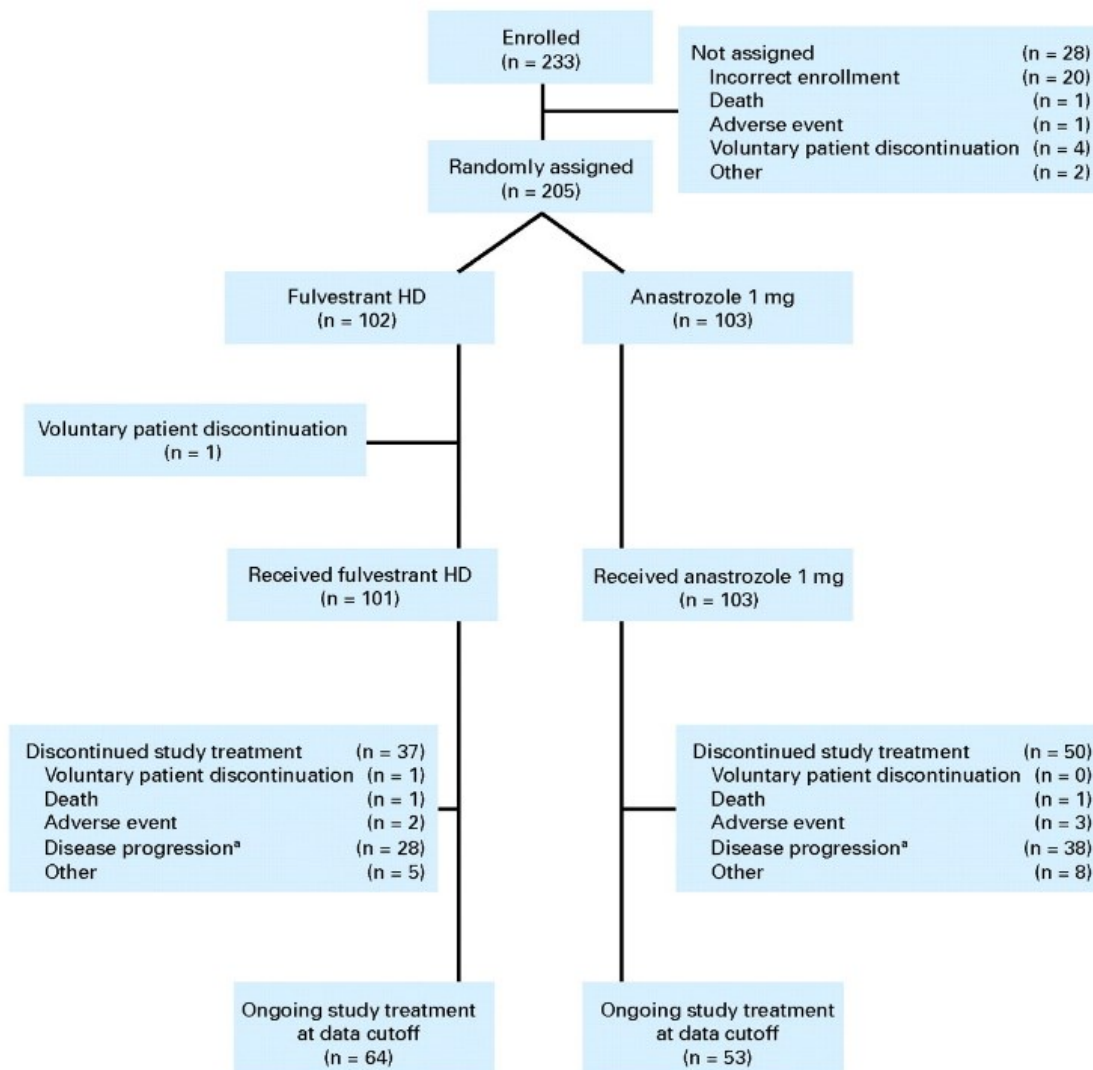 Enrolled
(n = 233)
Not assigned (n = 28)
Incorrect enrollment (n = 20)
Death (n = 1)
Adverse event (n = 1)
Voluntary patient discontinuation (n = 4)
Other (n = 2)
Randomly assigned
(n = 205)
Fulvestrant HD
(n = 102)
Anastrozole 1 mg
(n = 103)
Voluntary patient discontinuation
(n = 1)
Received fulvestrant HD
(n = 101)
Received anastrozole 1 mg
(n = 103)
Discontinued study treatment (n = 37)
Voluntary patient discontinuation (n = 1)
Death (n = 1)
Adverse event (n = 2)
Disease progressionᵃ (n = 28)
Other (n = 5)
Discontinued study treatment (n = 50)
Voluntary patient discontinuation (n = 0)
Death (n = 1)
Adverse event (n = 3)
Disease progressionᵃ (n = 38)
Other (n = 8)
Ongoing study treatment
at data cutoff
(n = 64)
Ongoing study treatment
at data cutoff
(n = 53)